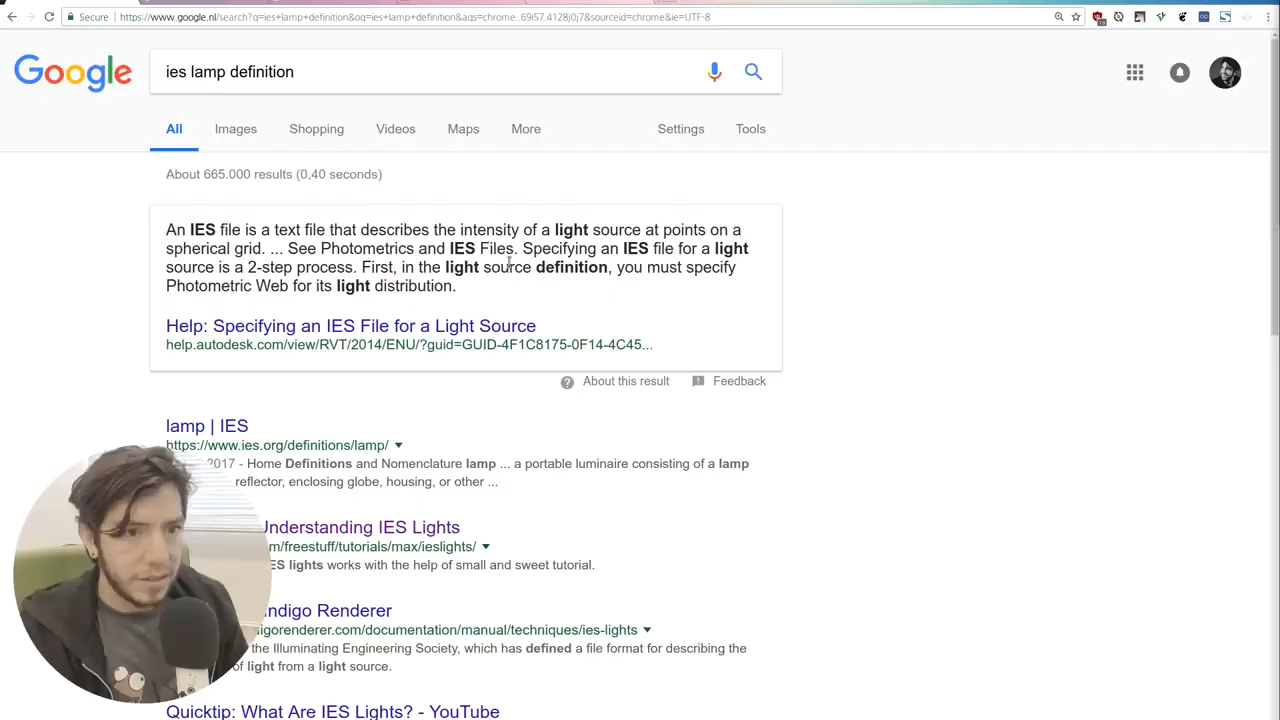 Secure https://www.google.nl/search?q=ies+lamp+definition&oq=ies+lamp+definition&aqs=chrome..69i57.4128j0j7&sourceid=chrome&ie=UTF-8
Google
ies lamp definition
All Images Shopping Videos Maps More Settings Tools
About 665.000 results (0,40 seconds)
An IES file is a text file that describes the intensity of a light source at points on a
spherical grid. ... See Photometrics and IES Files. Specifying an IES file for a light
source is a 2-step process. First, in the light source definition, you must specify
Photometric Web for its light distribution.
Help: Specifying an IES File for a Light Source
help.autodesk.com/view/RVT/2014/ENU/?guid=GUID-4F1C8175-0F14-4C45...
About this result Feedback
lamp | IES
https://www.ies.org/definitions/lamp/
2017 - Home Definitions and Nomenclature lamp ... a portable luminaire consisting of a lamp
reflector, enclosing globe, housing, or other ...
Understanding IES Lights
m/freestuff/tutorials/max/ieslights/
ES lights works with the help of small and sweet tutorial.
Indigo Renderer
igorenderer.com/documentation/manual/techniques/ies-lights
the Illuminating Engineering Society, which has defined a file format for describing the
of light from a light source.
Quicktip: What Are IES Lights? - YouTube